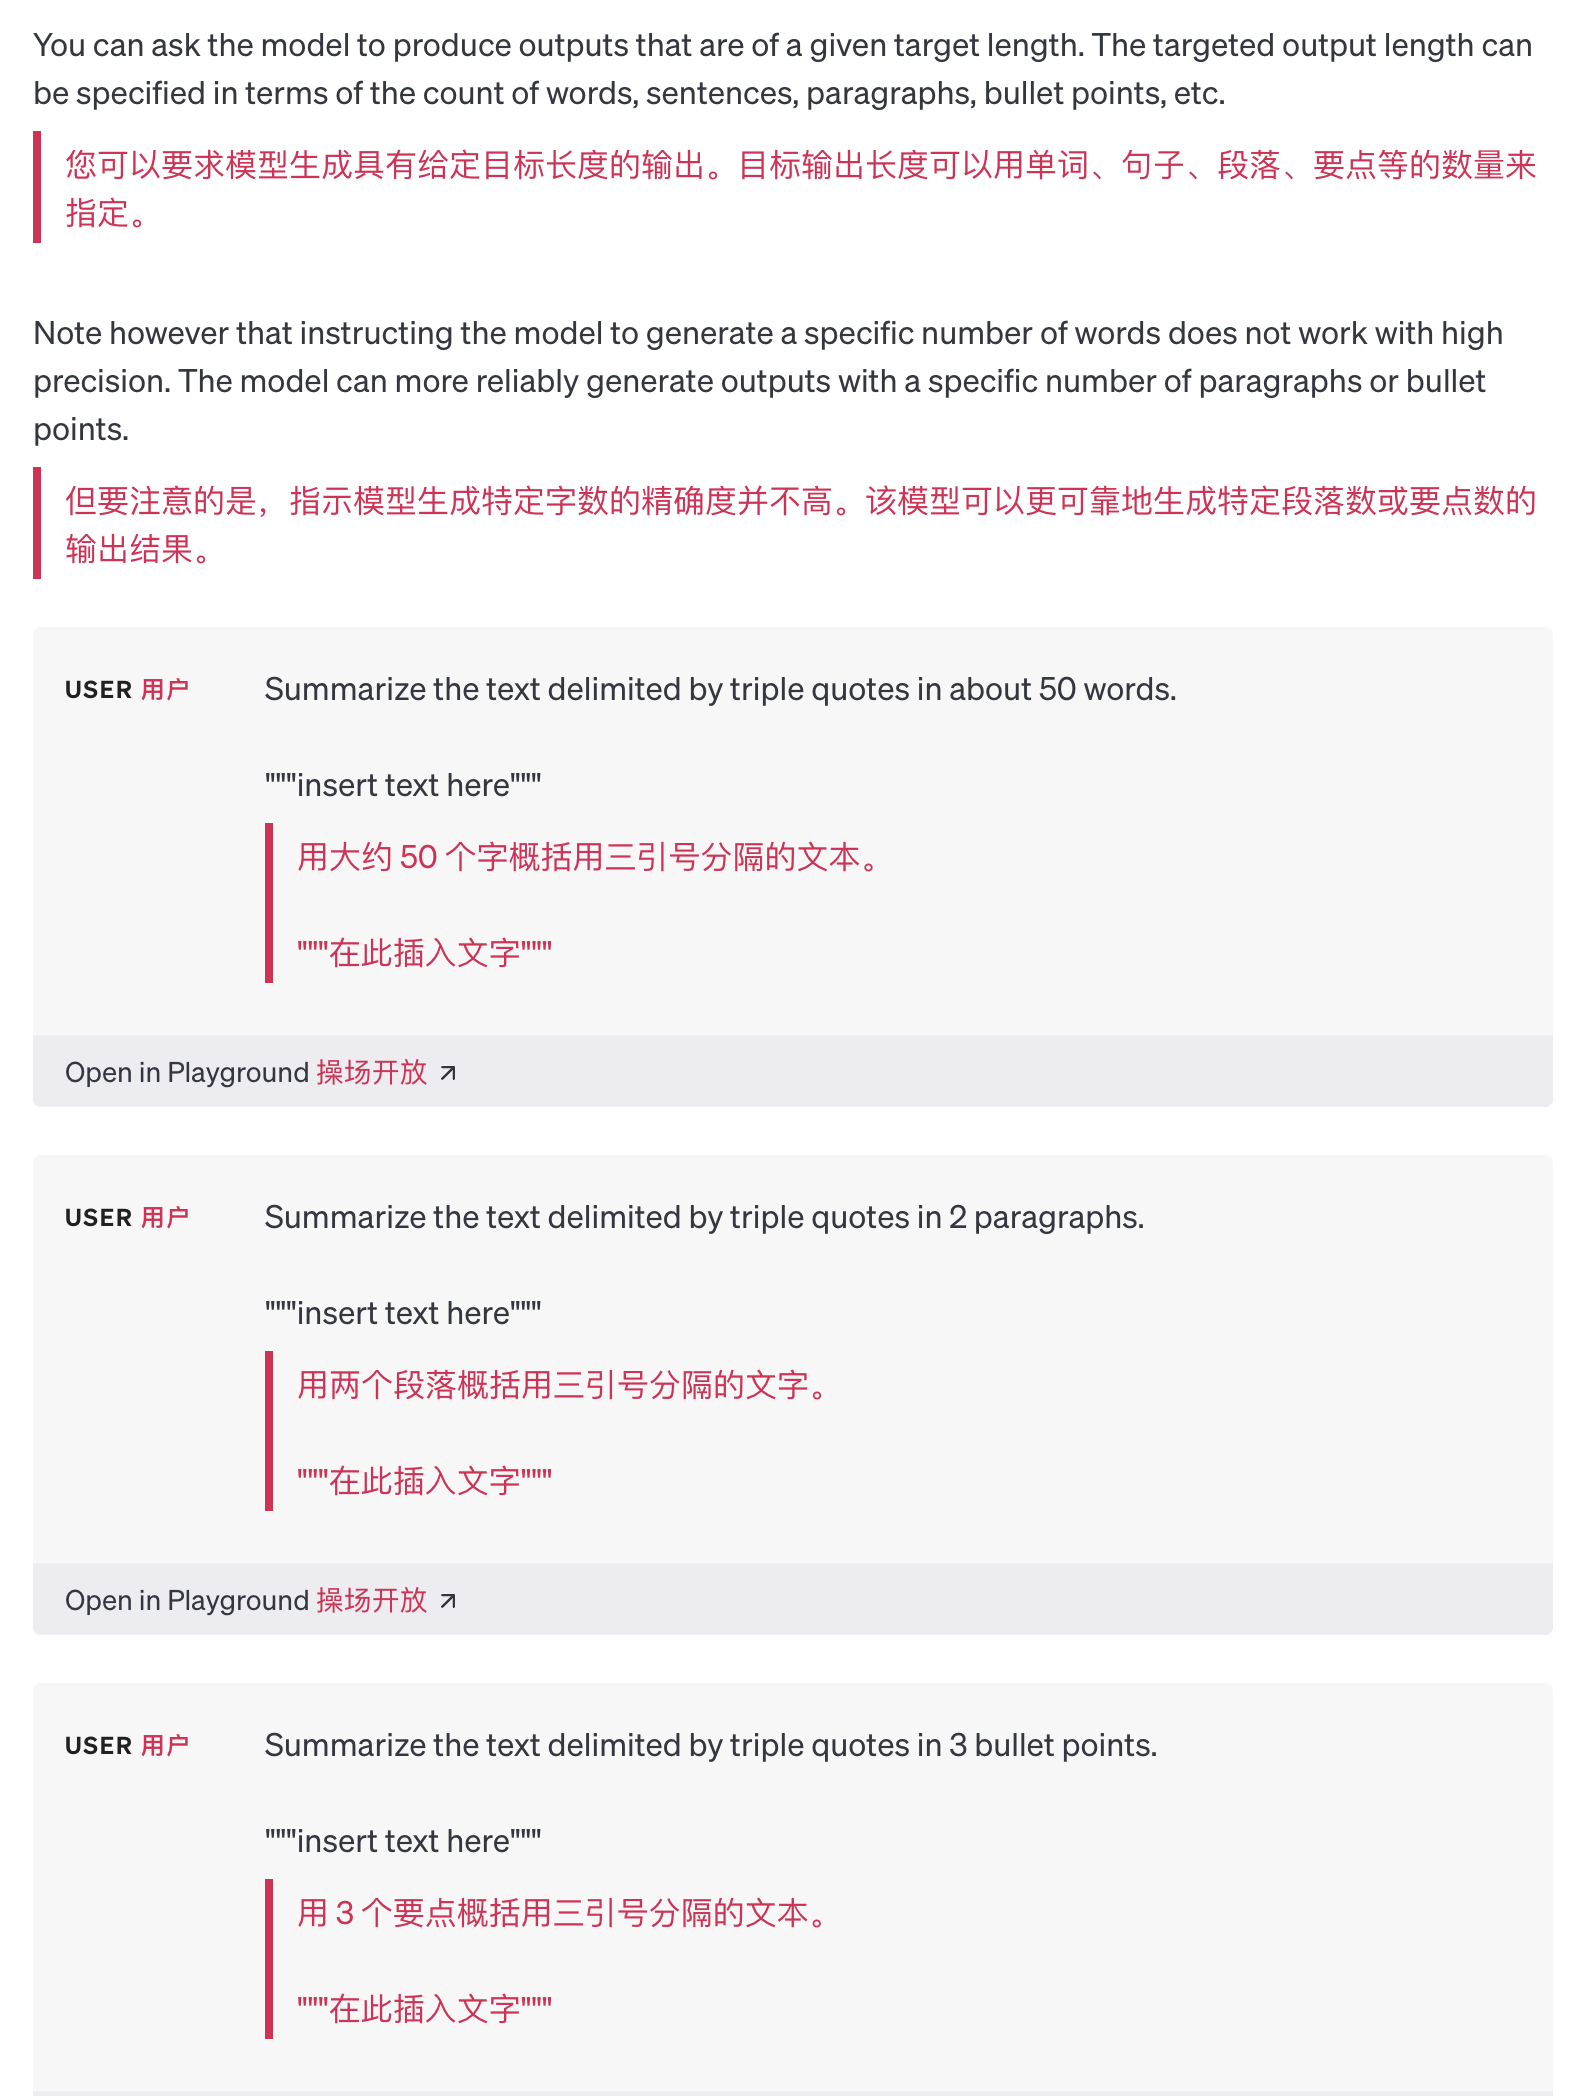 You can ask the model to produce outputs that are of a given target length. The targeted output length can
be specified in terms of the count of words, sentences, paragraphs, bullet points, etc.
您可以要求模型生成具有给定目标长度的输出。目标输出长度可以用单词、句子、段落、要点等的数量来
指定。
Note however that instructing the model to generate a specific number of words does not work with high
precision. The model can more reliably generate outputs with a specific number of paragraphs or bullet
points.
但要注意的是，指示模型生成特定字数的精确度并不高。该模型可以更可靠地生成特定段落数或要点数的
输出结果。
USER 用户 Summarize the text delimited by triple quotes in about 50 words.
"""insert text here"""
用大约 50 个字概括用三引号分隔的文本。
"""在此插入文字"""
Open in Playground 操场开放 ↗
USER 用户 Summarize the text delimited by triple quotes in 2 paragraphs.
"""insert text here"""
用两个段落概括用三引号分隔的文字。
"""在此插入文字"""
Open in Playground 操场开放 ↗
USER 用户 Summarize the text delimited by triple quotes in 3 bullet points.
"""insert text here"""
用 3 个要点概括用三引号分隔的文本。
"""在此插入文字"""